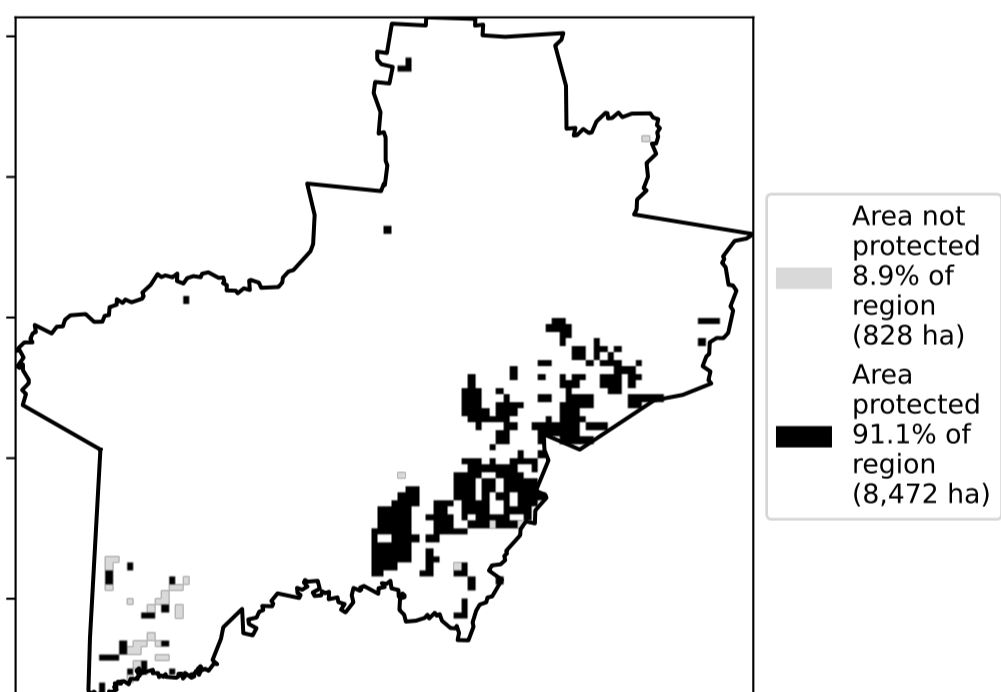 Area not
protected
8.9% of
region
(828 ha)
Area
protected
91.1% of
region
(8,472 ha)